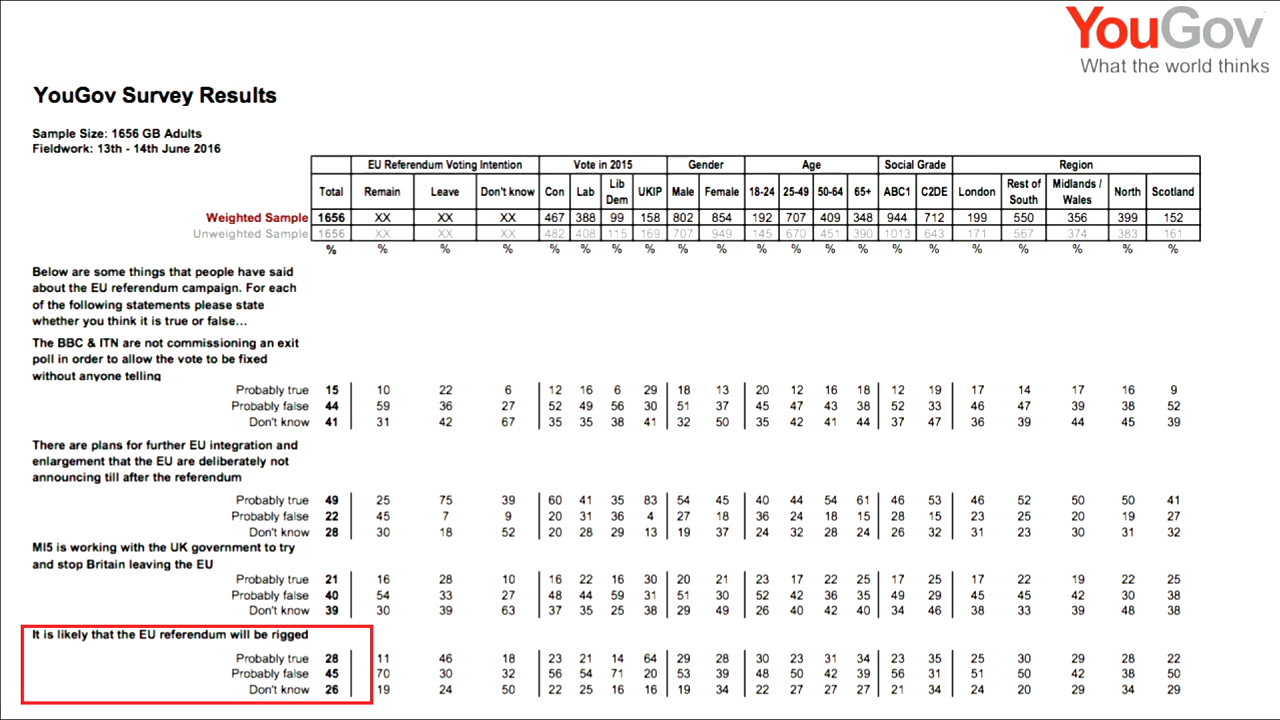 YouGov
What the world thinks
YouGov Survey Results
Sample Size: 1656 GB Adults
Fieldwork: 13th - 14th June 2016
EU Referendum Voting Intention Vote in 2015 Gender Age Social Grade Region
Total Remain Leave Don't know Con Lab Lib Dem UKIP Male Female 18-24 25-49 50-64 65+ ABC1 C2DE London Rest of South Midlands / Wales North Scotland
Weighted Sample 1656 XX XX XX 467 388 99 158 802 854 192 707 409 348 944 712 199 550 356 399 152
Unweighted Sample 1656 XX XX XX 482 408 115 169 707 949 145 670 451 390 1013 643 171 567 374 383 161
% % % % % % % % % % % % % % % % % % % % %
Below are some things that people have said
about the EU referendum campaign. For each
of the following statements please state
whether you think it is true or false...
The BBC & ITN are not commissioning an exit
poll in order to allow the vote to be fixed
without anyone telling
Probably true 15 10 22 6 12 16 6 29 18 13 20 12 16 18 12 19 17 14 17 16 9
Probably false 44 59 36 27 52 49 56 30 51 37 45 47 43 38 52 33 46 47 39 38 52
Don't know 41 31 42 67 35 35 38 41 32 50 35 42 41 44 37 47 36 39 44 45 39
There are plans for further EU integration and
enlargement that the EU are deliberately not
announcing till after the referendum
Probably true 49 25 75 39 60 41 35 83 54 45 40 44 54 61 46 53 46 52 50 50 41
Probably false 22 45 7 9 20 31 36 4 27 18 36 24 18 15 28 15 23 25 20 19 27
Don't know 28 30 18 52 20 28 29 13 19 37 24 32 28 24 26 32 31 23 30 31 32
MI5 is working with the UK government to try
and stop Britain leaving the EU
Probably true 21 16 28 10 16 22 16 30 20 21 23 17 22 25 17 25 17 22 19 22 25
Probably false 40 54 33 27 48 44 59 31 51 30 52 42 36 35 49 29 45 45 42 30 38
Don't know 39 30 39 63 37 35 25 38 29 49 26 40 42 40 34 46 38 33 39 48 38
It is likely that the EU referendum will be rigged
Probably true 28 11 46 18 23 21 14 64 29 28 30 23 31 34 23 35 25 30 29 28 22
Probably false 45 70 30 32 56 54 71 20 53 39 48 50 42 39 56 31 51 50 42 38 50
Don't know 26 19 24 50 22 25 16 16 19 34 22 27 27 27 21 34 24 20 29 34 29